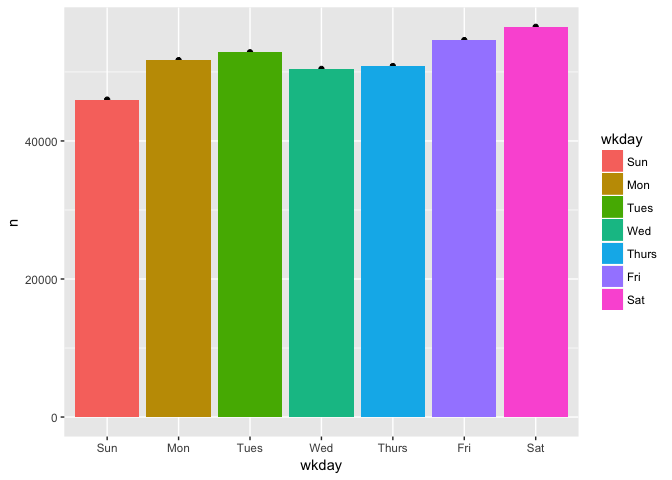 n
40000
20000
0
Sun Mon Tues Wed Thurs Fri Sat
wkday
wkday
Sun
Mon
Tues
Wed
Thurs
Fri
Sat